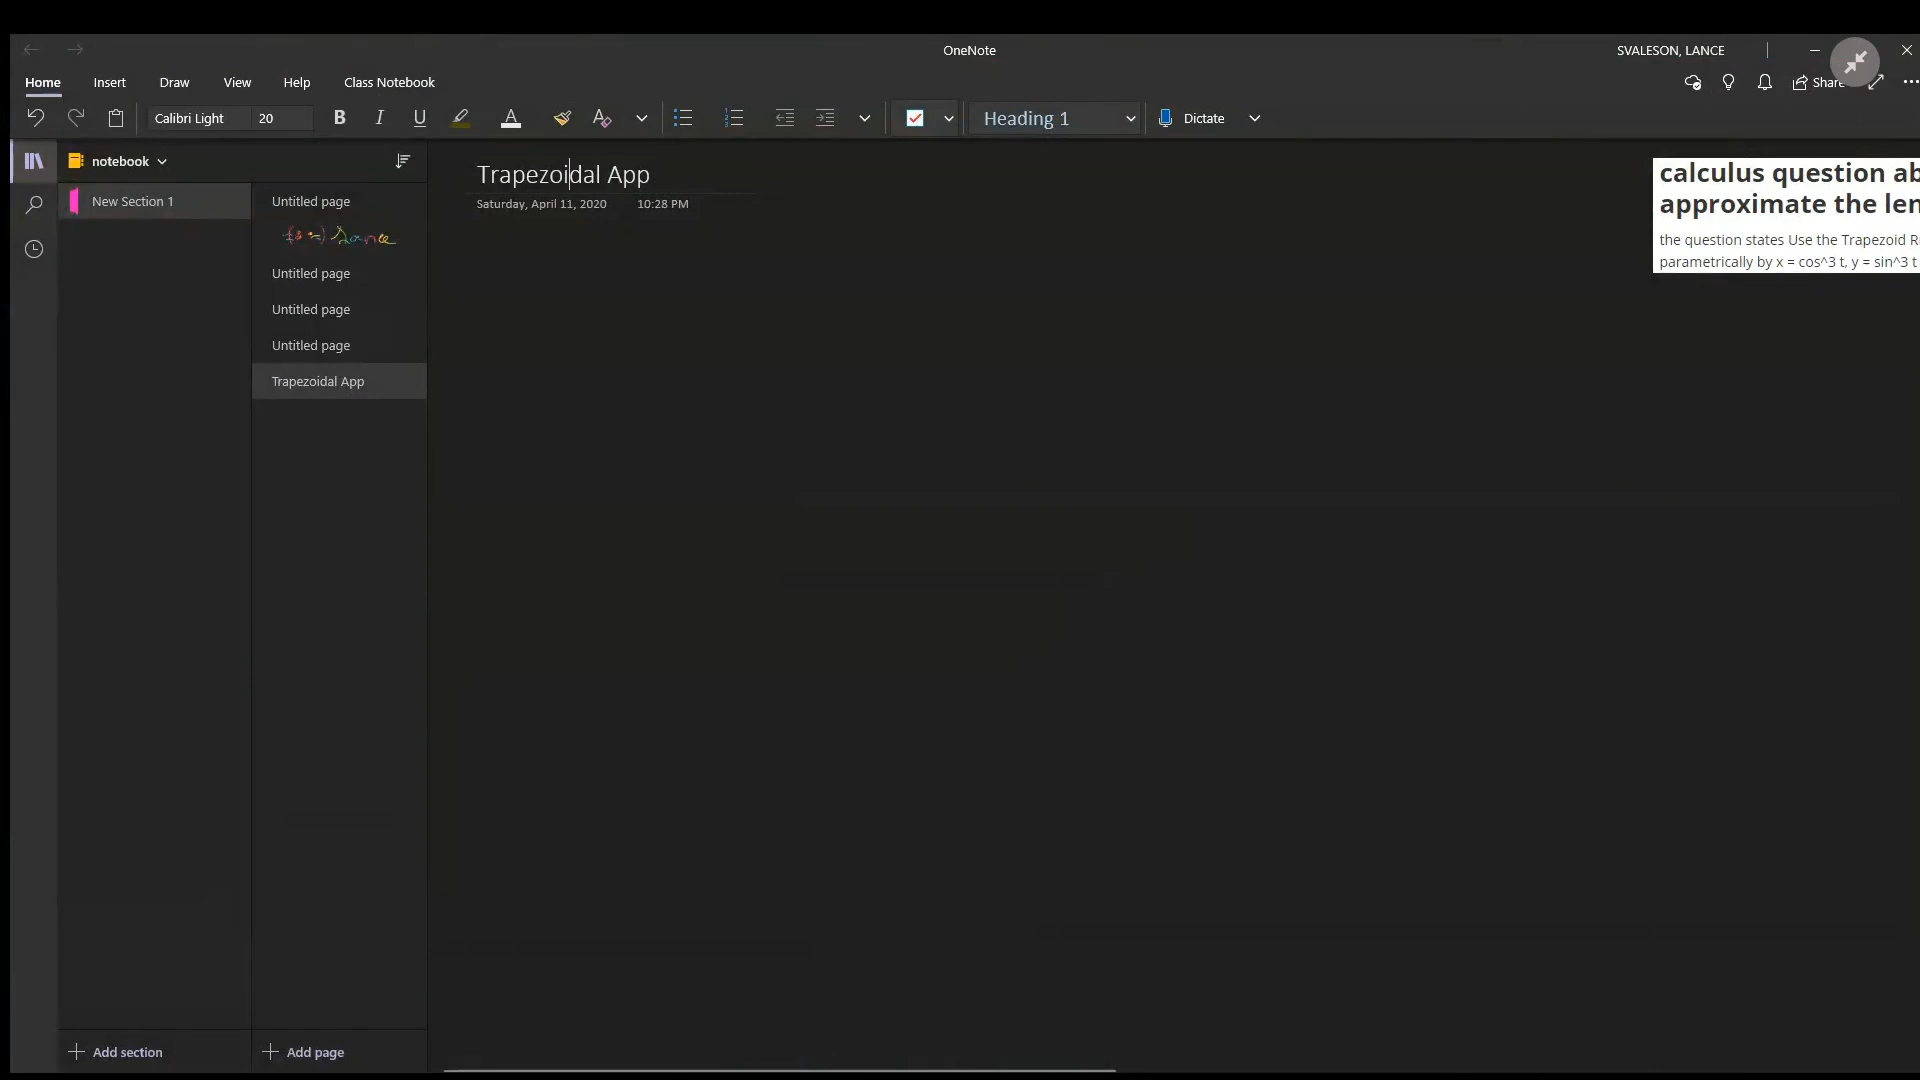 OneNote
SVALESON, LANCE
Home Insert Draw View Help Class Notebook
Share
Calibri Light 20 B I U A Heading 1 Dictate
notebook
New Section 1
Untitled page
Lance
Untitled page
Untitled page
Untitled page
Trapezoidal App
Trapezoidal App
Saturday, April 11, 2020 10:28 PM
calculus question ab
approximate the len
the question states Use the Trapezoid R
parametrically by x = cos^3 t, y = sin^3 t
Add section
Add page